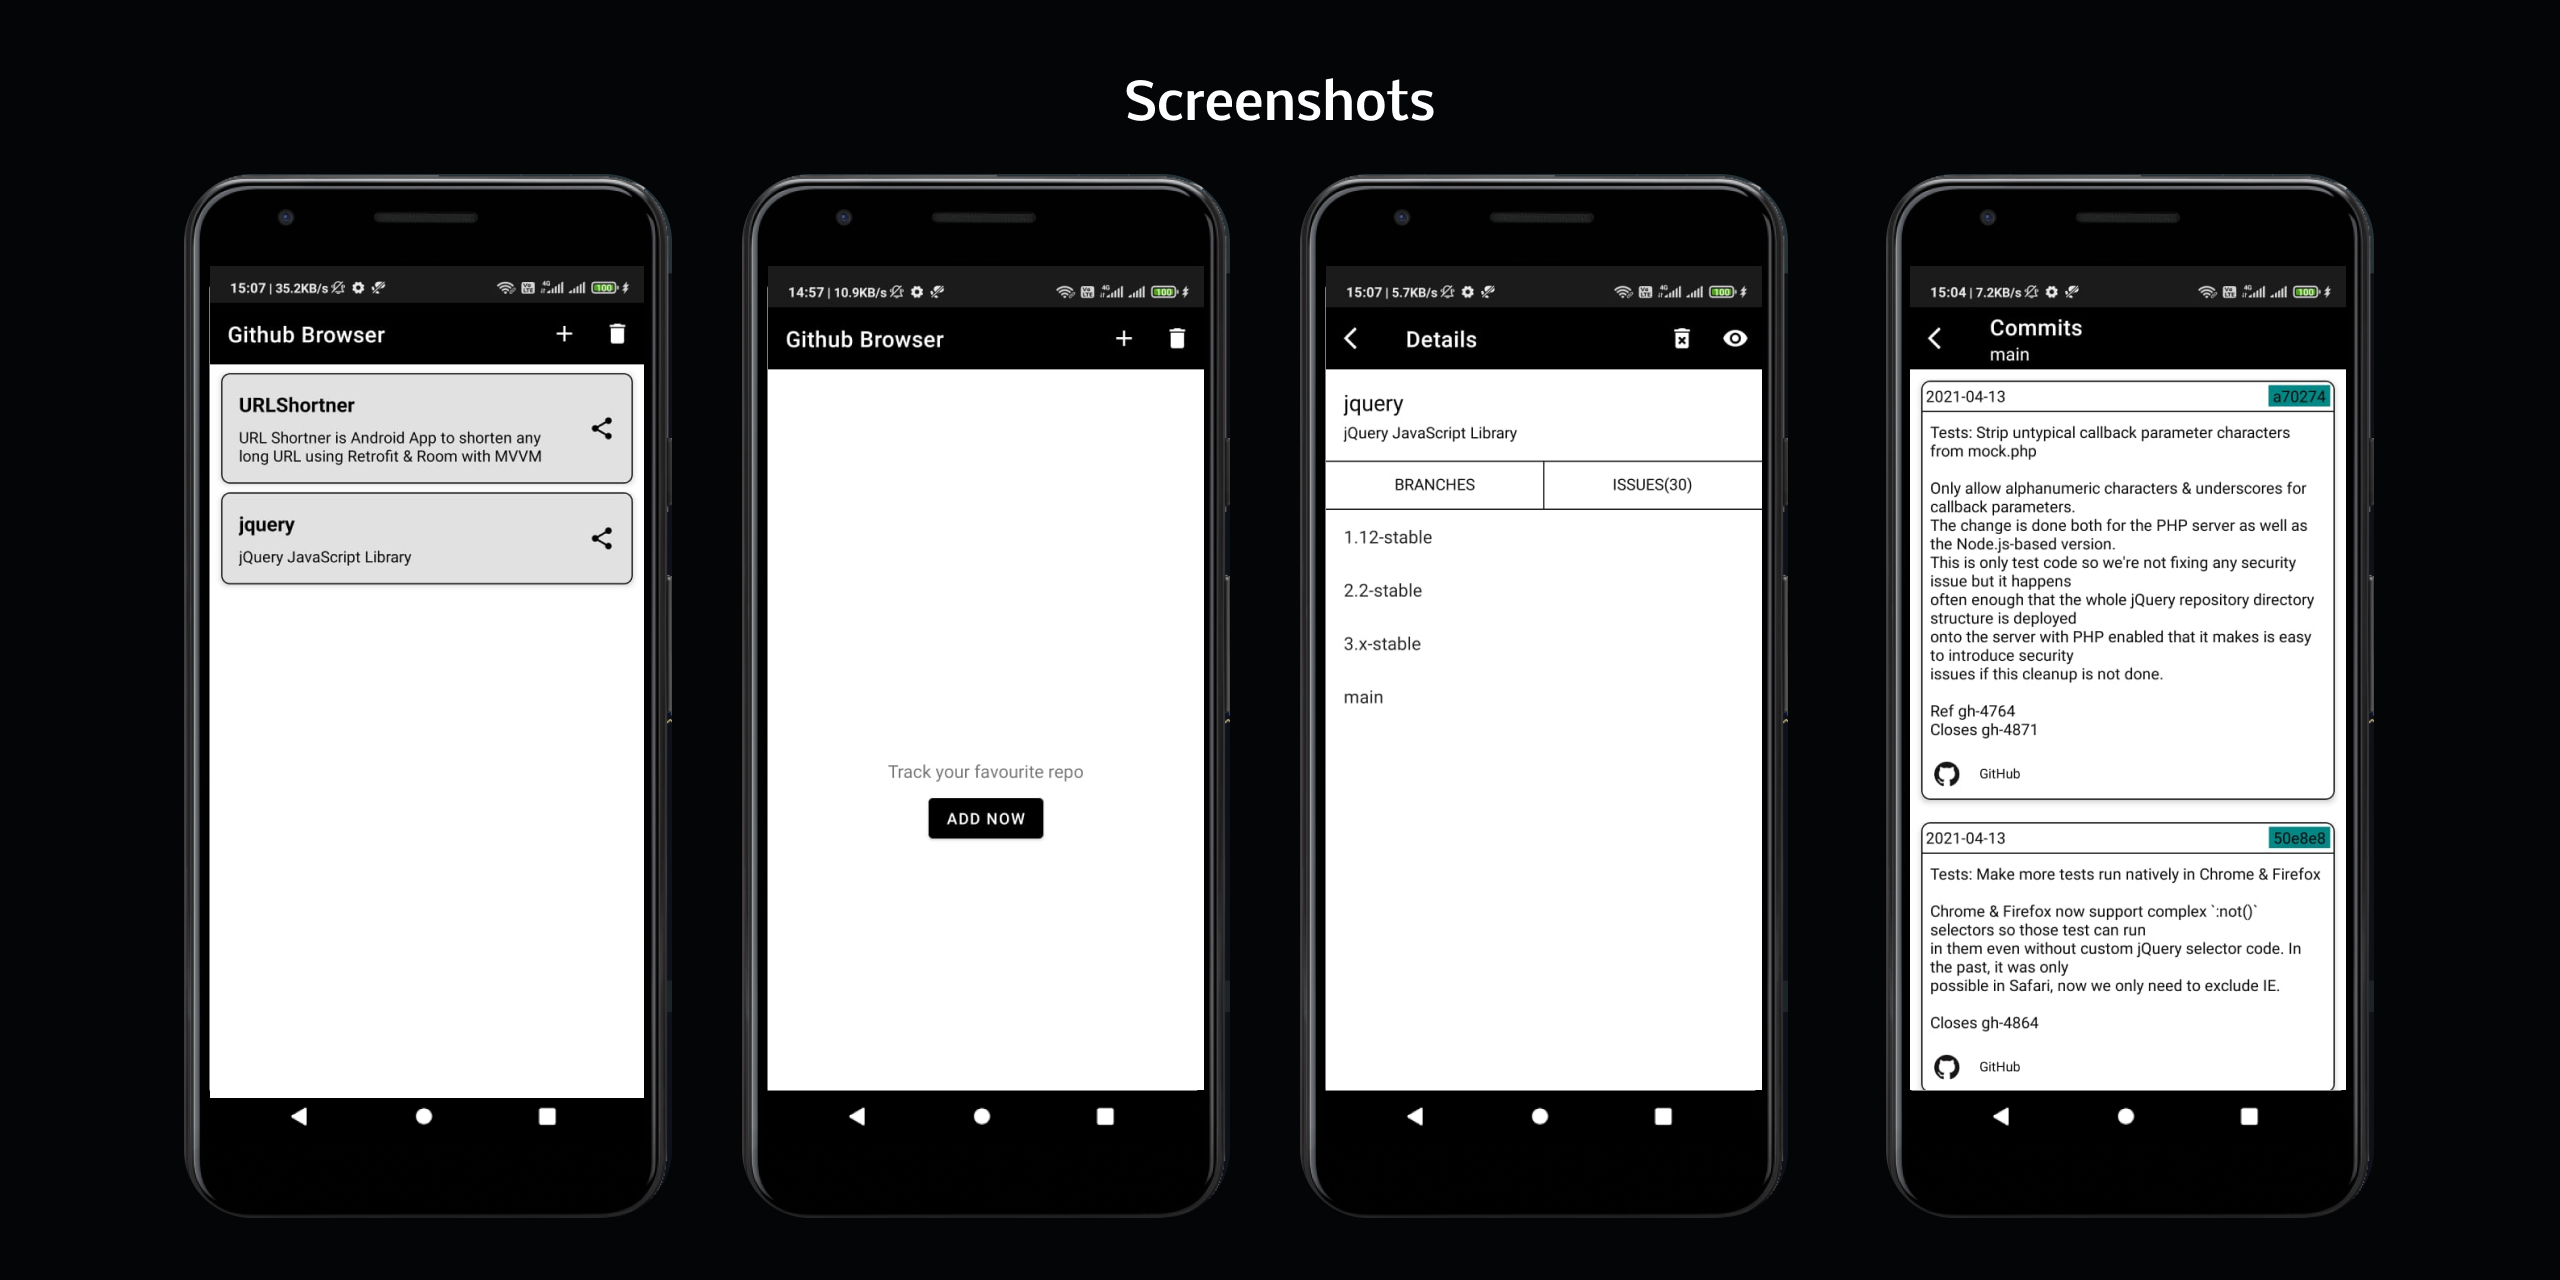 Screenshots
15:07 | 35.2KB/s
100
Github Browser
URLShortner
URL Shortner is Android App to shorten any
long URL using Retrofit & Room with MVVM
jquery
jQuery JavaScript Library
14:57 | 10.9KB/s
4G
100
Github Browser
Track your favourite repo
ADD NOW
15:07 | 5.7KB/s
4G
100
Details
jquery
jQuery JavaScript Library
BRANCHES
ISSUES(30)
1.12-stable
2.2-stable
3.x-stable
main
15:04 | 7.2KB/s
4G
100
Commits
main
2021-04-13
a70274
Tests: Strip untypical callback parameter characters
from mock.php
Only allow alphanumeric characters & underscores for
callback parameters.
The change is done both for the PHP server as well as
the Node.js-based version.
This is only test code so we're not fixing any security
issue but it happens
often enough that the whole jQuery repository directory
structure is deployed
onto the server with PHP enabled that it makes is easy
to introduce security
issues if this cleanup is not done.
Ref gh-4764
Closes gh-4871
GitHub
2021-04-13
50e8e8
Tests: Make more tests run natively in Chrome & Firefox
Chrome & Firefox now support complex `:not()`
selectors so those test can run
in them even without custom jQuery selector code. In
the past, it was only
possible in Safari, now we only need to exclude IE.
Closes gh-4864
GitHub